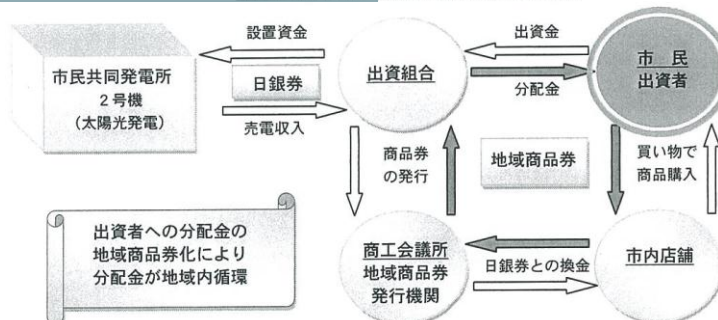 設置資金
出資金
市民共同発電所
2号機
(太陽光発電)
日銀券
出資組合
市 民
出資者
売電収入
分配金
商品券
の発行
地域商品券
買い物で
商品購入
出資者への分配金の
地域商品券化により
分配金が地域内循環
商工会議所
地域商品券
発行機関
日銀券との換金
市内店舗